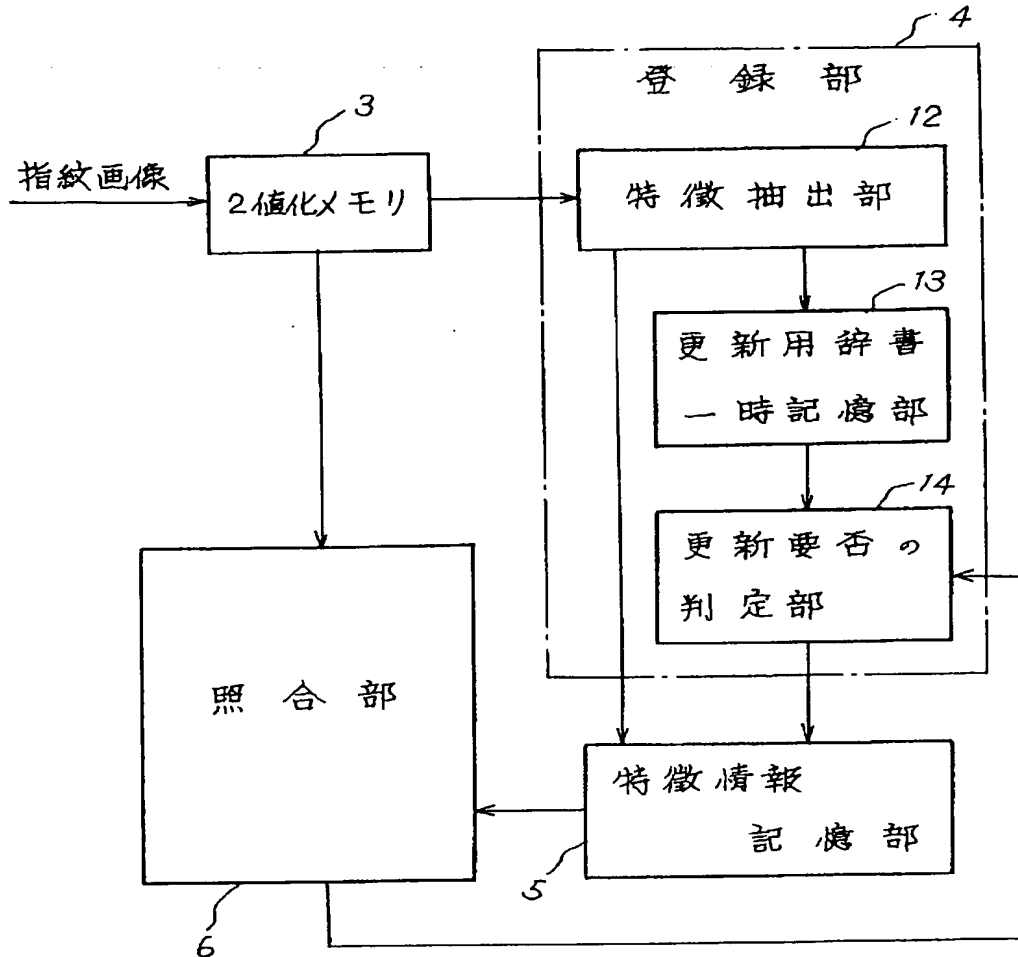 4
登録部
3
12
指紋画像
2値化メモリ
特徴抽出部
13
更新用辞書
一時記憶部
14
更新要否の
判定部
照合部
特徴情報
記憶部
5
6